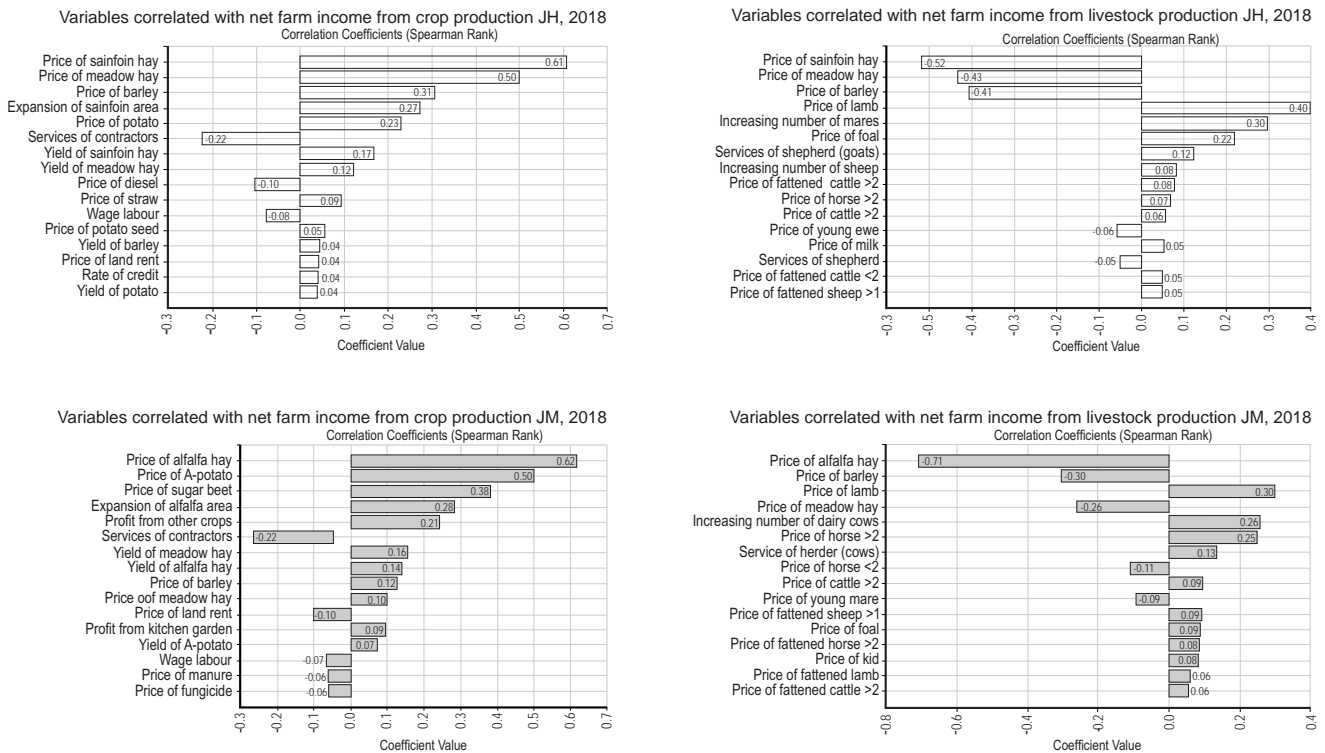 Variables correlated with net farm income from crop production JH, 2018
Correlation Coefficients (Spearman Rank)
Price of sainfoin hay 0.61
Price of meadow hay 0.50
Price of barley 0.31
Expansion of sainfoin area 0.27
Price of potato 0.23
Services of contractors -0.22
Yield of sainfoin hay 0.17
Yield of meadow hay 0.12
Price of diesel -0.10
Price of straw 0.09
Wage labour -0.08
Price of potato seed 0.05
Yield of barley 0.04
Price of land rent 0.04
Rate of credit 0.04
Yield of potato 0.04
-0.3 -0.2 -0.1 0.0 0.1 0.2 0.3 0.4 0.5 0.6 0.7
Coefficient Value
Variables correlated with net farm income from livestock production JH, 2018
Correlation Coefficients (Spearman Rank)
Price of sainfoin hay -0.52
Price of meadow hay -0.43
Price of barley -0.41
Price of lamb 0.40
Increasing number of mares 0.30
Price of foal 0.22
Services of shepherd (goats) 0.12
Increasing number of sheep 0.08
Price of fattened cattle >2 0.08
Price of horse >2 0.07
Price of cattle >2 0.06
Price of young ewe -0.06
Price of milk 0.05
Services of shepherd -0.05
Price of fattened cattle <2 0.05
Price of fattened sheep >1 0.05
-0.3 -0.5 -0.4 -0.3 -0.2 -0.1 0.0 0.1 0.2 0.3 0.4
Coefficient Value
Variables correlated with net farm income from crop production JM, 2018
Correlation Coefficients (Spearman Rank)
Price of alfalfa hay 0.62
Price of A-potato 0.50
Price of sugar beet 0.38
Expansion of alfalfa area 0.28
Profit from other crops 0.21
Services of contractors -0.22
Yield of meadow hay 0.16
Yield of alfalfa hay 0.14
Price of barley 0.12
Price oof meadow hay 0.10
Price of land rent -0.10
Profit from kitchen garden 0.09
Yield of A-potato 0.07
Wage labour -0.07
Price of manure -0.06
Price of fungicide -0.06
-0.3 -0.2 -0.1 0.0 0.1 0.2 0.3 0.4 0.5 0.6 0.7
Coefficient Value
Variables correlated with net farm income from livestock production JM, 2018
Correlation Coefficients (Spearman Rank)
Price of alfalfa hay -0.71
Price of barley -0.30
Price of lamb 0.30
Price of meadow hay -0.26
Increasing number of dairy cows 0.26
Price of horse >2 0.25
Service of herder (cows) 0.13
Price of horse <2 -0.11
Price of cattle >2 0.09
Price of young mare -0.09
Price of fattened sheep >1 0.09
Price of foal 0.09
Price of fattened horse >2 0.08
Price of kid 0.08
Price of fattened lamb 0.06
Price of fattened cattle >2 0.06
-0.8 -0.6 -0.4 -0.2 0.0 0.2 0.4
Coefficient Value